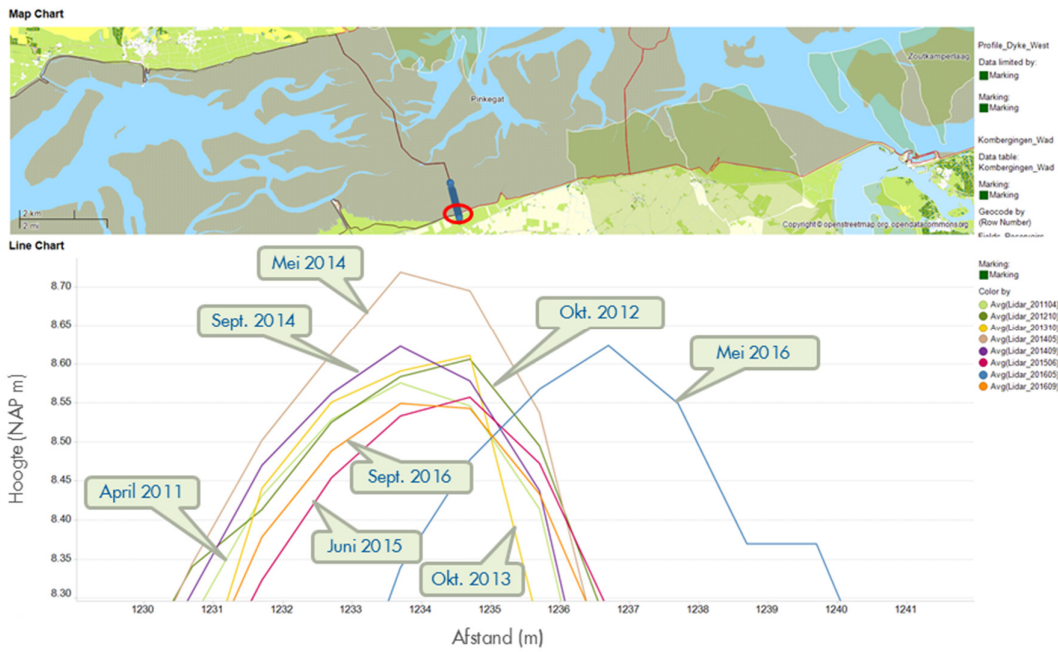 Map Chart
Pinkegat
Zoutkamperlaag
2 km
2 mi
Copyright © openstreetmap.org, opendatacommons.org
Profile_Dyke_West
Data limited by:
Marking
Marking:
Marking
Kombergingen_Wad
Data table:
Kombergingen_Wad
Marking:
Marking
Geocode by
(Row Number)
Line Chart
Hoogte (NAP m)
8.70
8.65
8.60
8.55
8.50
8.45
8.40
8.35
8.30
Mei 2014
Sept. 2014
Okt. 2012
Mei 2016
April 2011
Sept. 2016
Juni 2015
Okt. 2013
1230 1231 1232 1233 1234 1235 1236 1237 1238 1239 1240 1241
Afstand (m)
Marking:
Marking
Color by
Avg(Lidar_201104)
Avg(Lidar_201210)
Avg(Lidar_201310)
Avg(Lidar_201405)
Avg(Lidar_201409)
Avg(Lidar_201506)
Avg(Lidar_201605)
Avg(Lidar_201609)